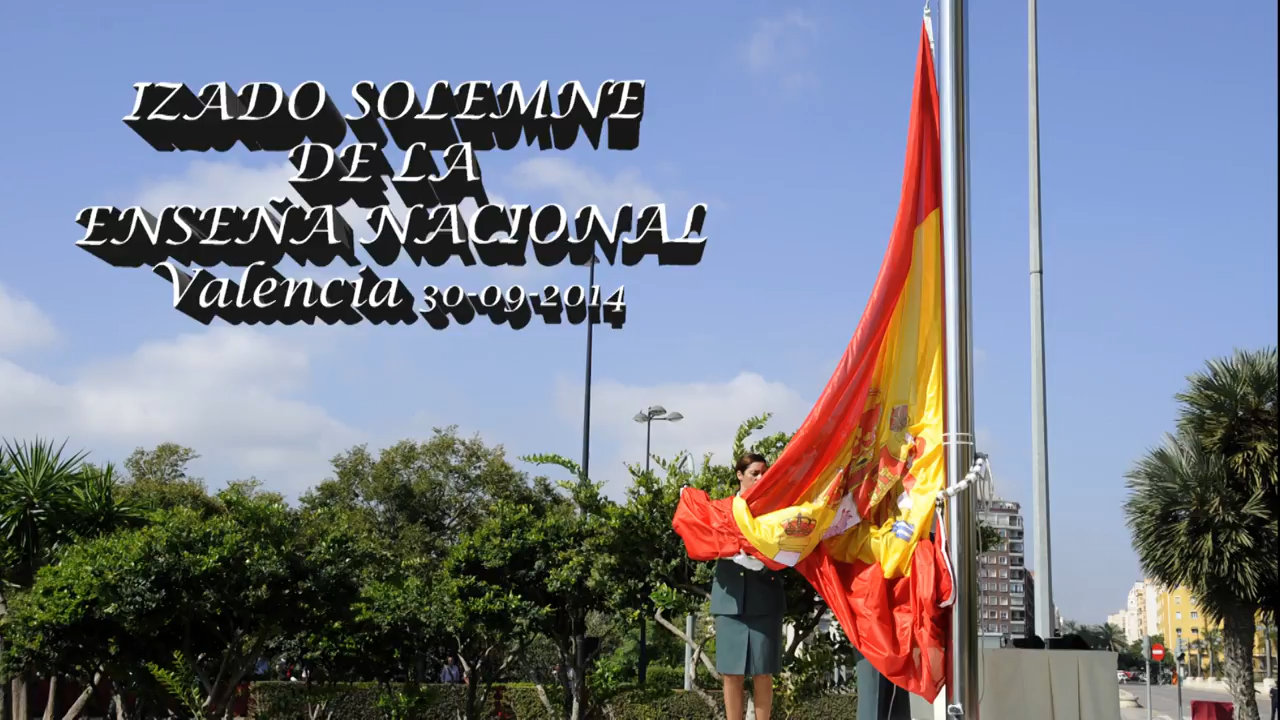 IZADO SOLEMNE
DE LA
ENSEÑA NACIONAL
Valencia 30-09-2014